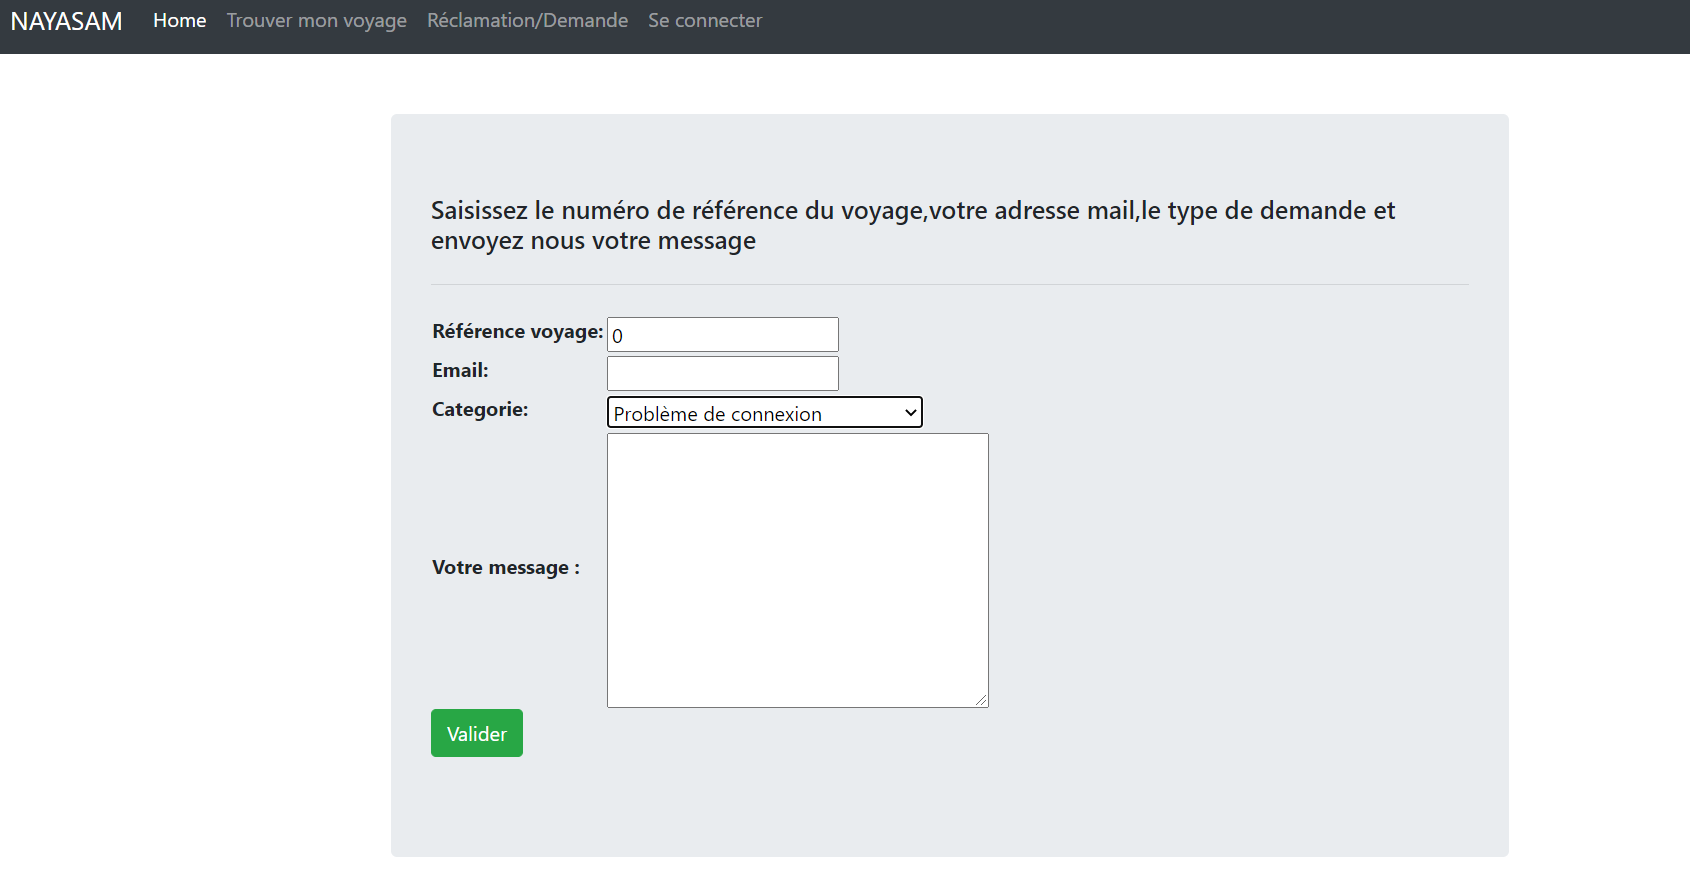 NAYASAM Home Trouver mon voyage Réclamation/Demande Se connecter
Saisissez le numéro de référence du voyage,votre adresse mail,le type de demande et
envoyez nous votre message
Référence voyage: 0
Email:
Categorie: Problème de connexion
Votre message :
Valider